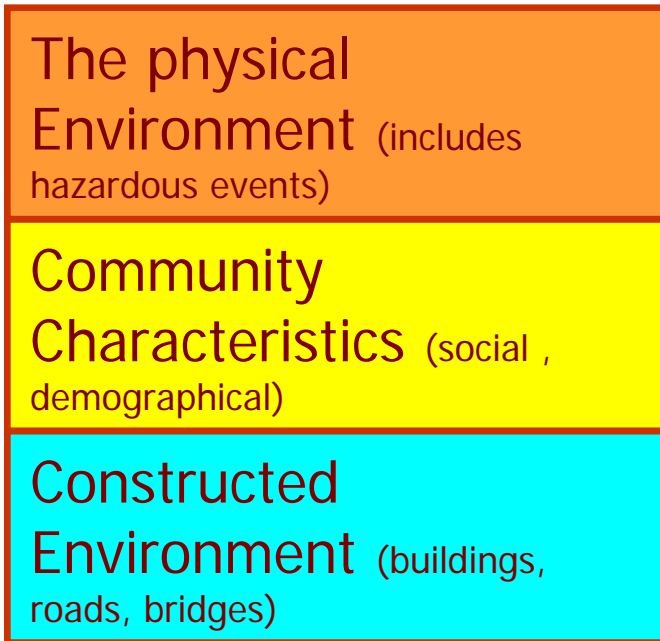 The physical
Environment (includes
hazardous events)
Community
Characteristics (social ,
demographical)
Constructed
Environment (buildings,
roads, bridges)